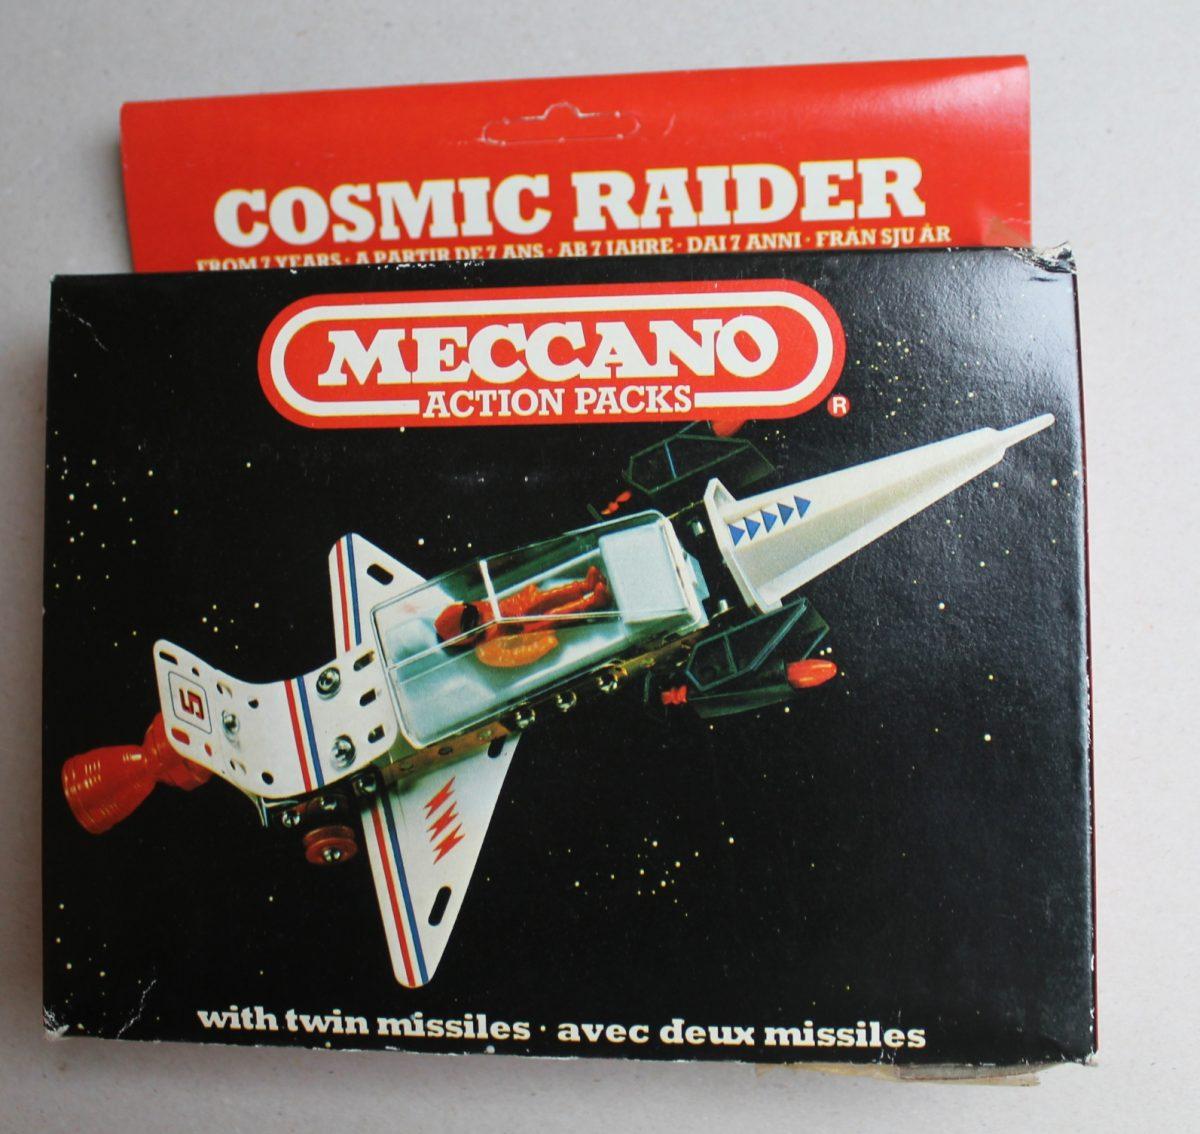 COSMIC RAIDER
FROM 7 YEARS · A PARTIR DE 7 ANS · AB 7 JAHRE · DAI 7 ANNI · FRÅN SJU ÅR
MECCANO
ACTION PACKS
®
5
with twin missiles · avec deux missiles